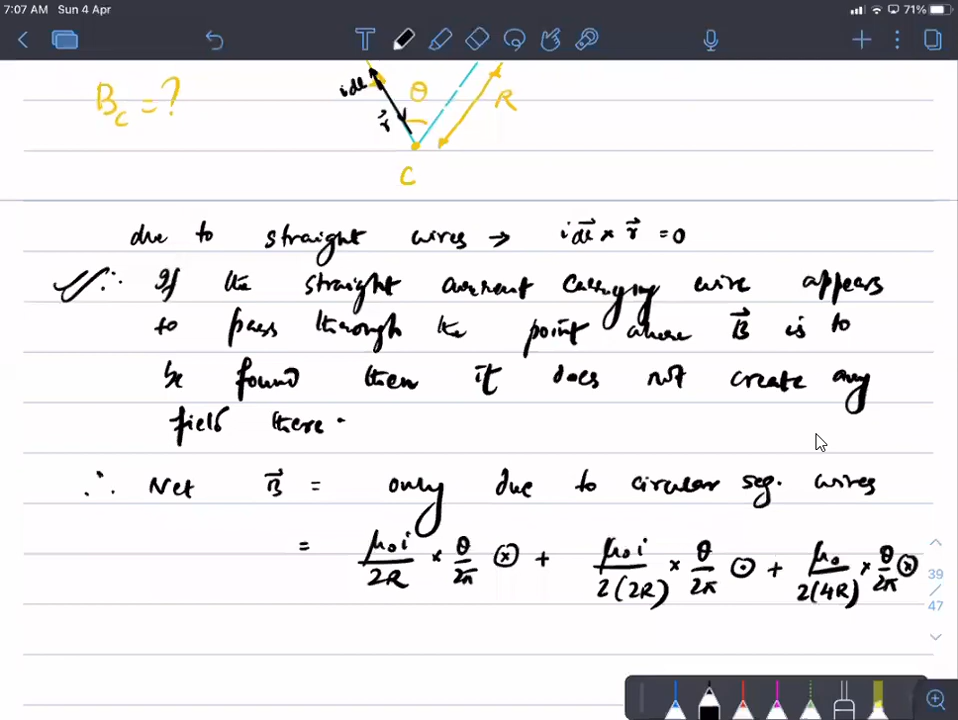 7:07 AM Sun 4 Apr 71%
B_C = ?
idl θ R
r⃗
C
due to straight wires → i dl⃗ × r⃗ = 0
∴ If the straight current carrying wire appears
to pass through the point where B⃗ is to
be found then it does not create any
field there.
∴ Net B⃗ = only due to circular seg. wires
= μ₀i/2R × θ/2π ⊗ + μ₀i/2(2R) × θ/2π ⊙ + μ₀/2(4R) × θ/2π ⊗
39
/
47